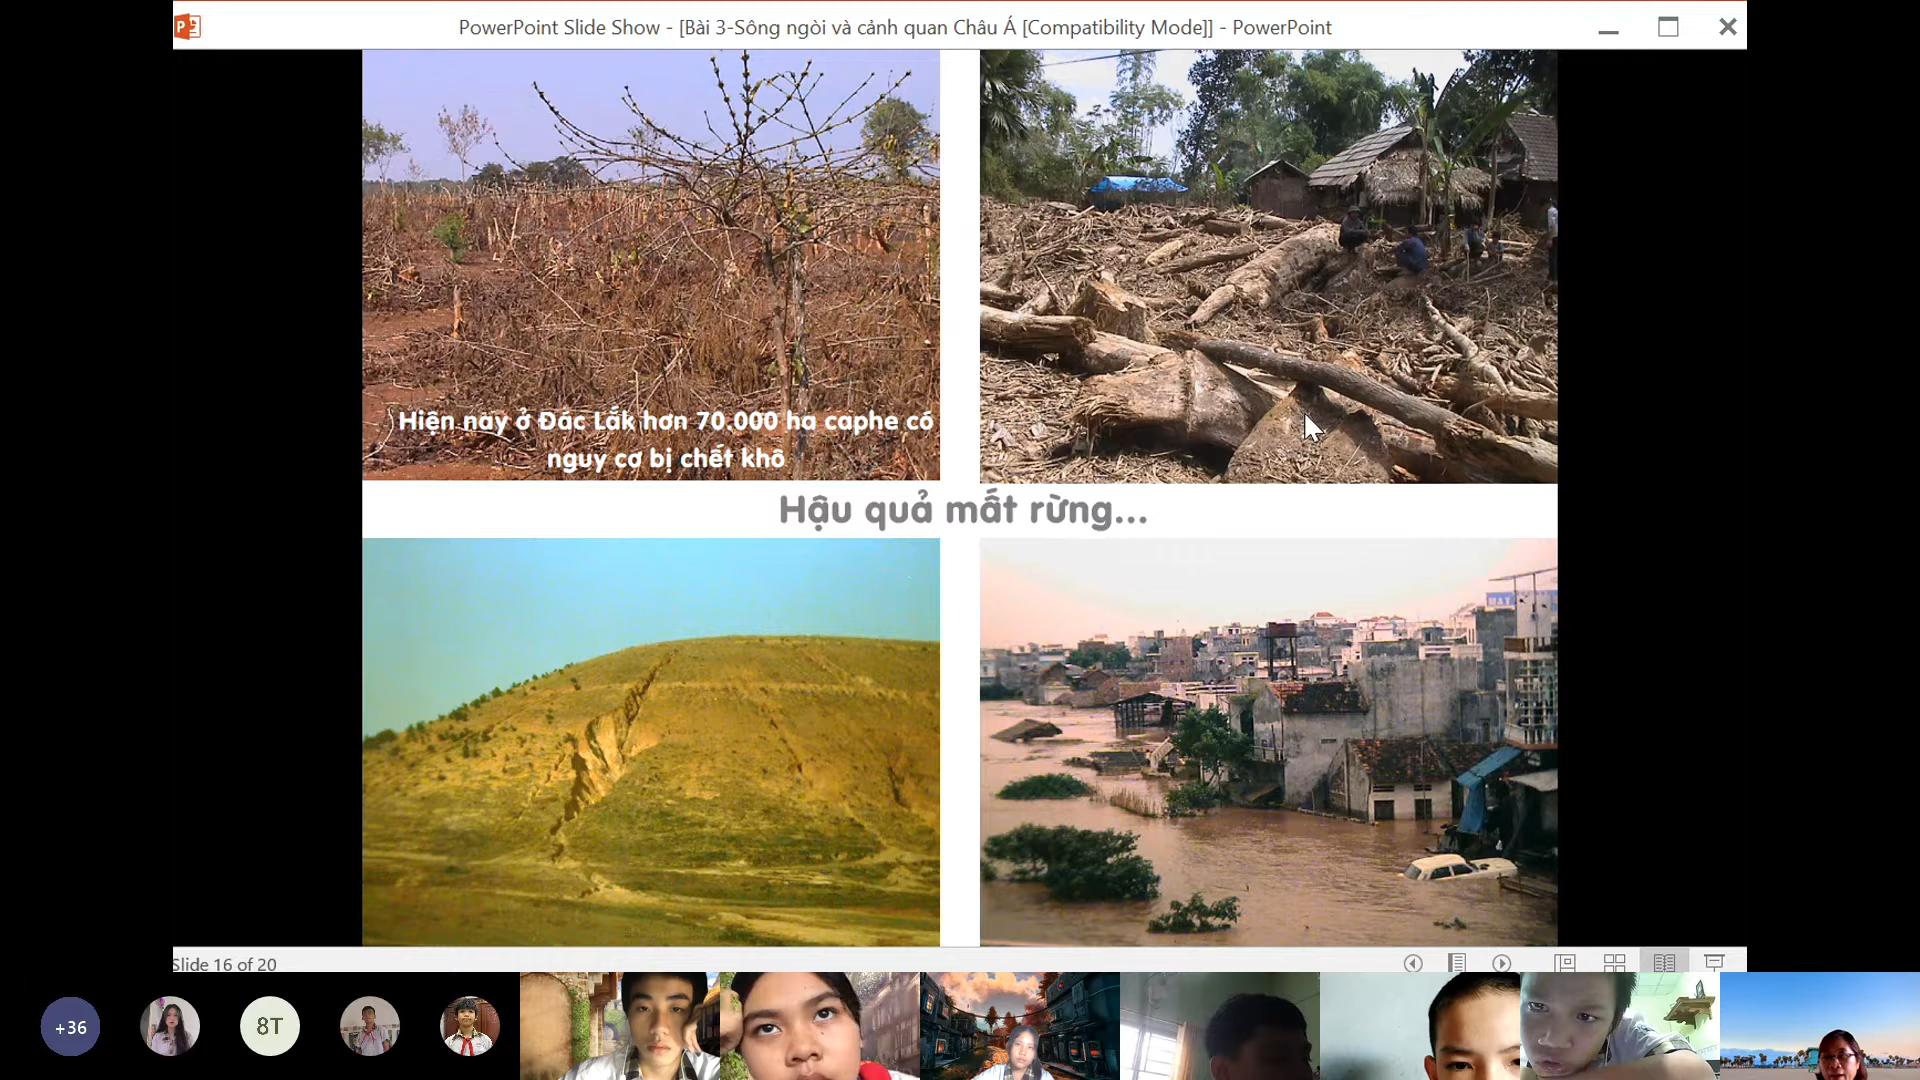 PowerPoint Slide Show - [Bài 3-Sông ngòi và cảnh quan Châu Á [Compatibility Mode]] - PowerPoint
Hiện nay ở Đác Lắk hơn 70.000 ha caphe có
nguy cơ bị chết khô
Hậu quả mất rừng...
Slide 16 of 20
+36
8T